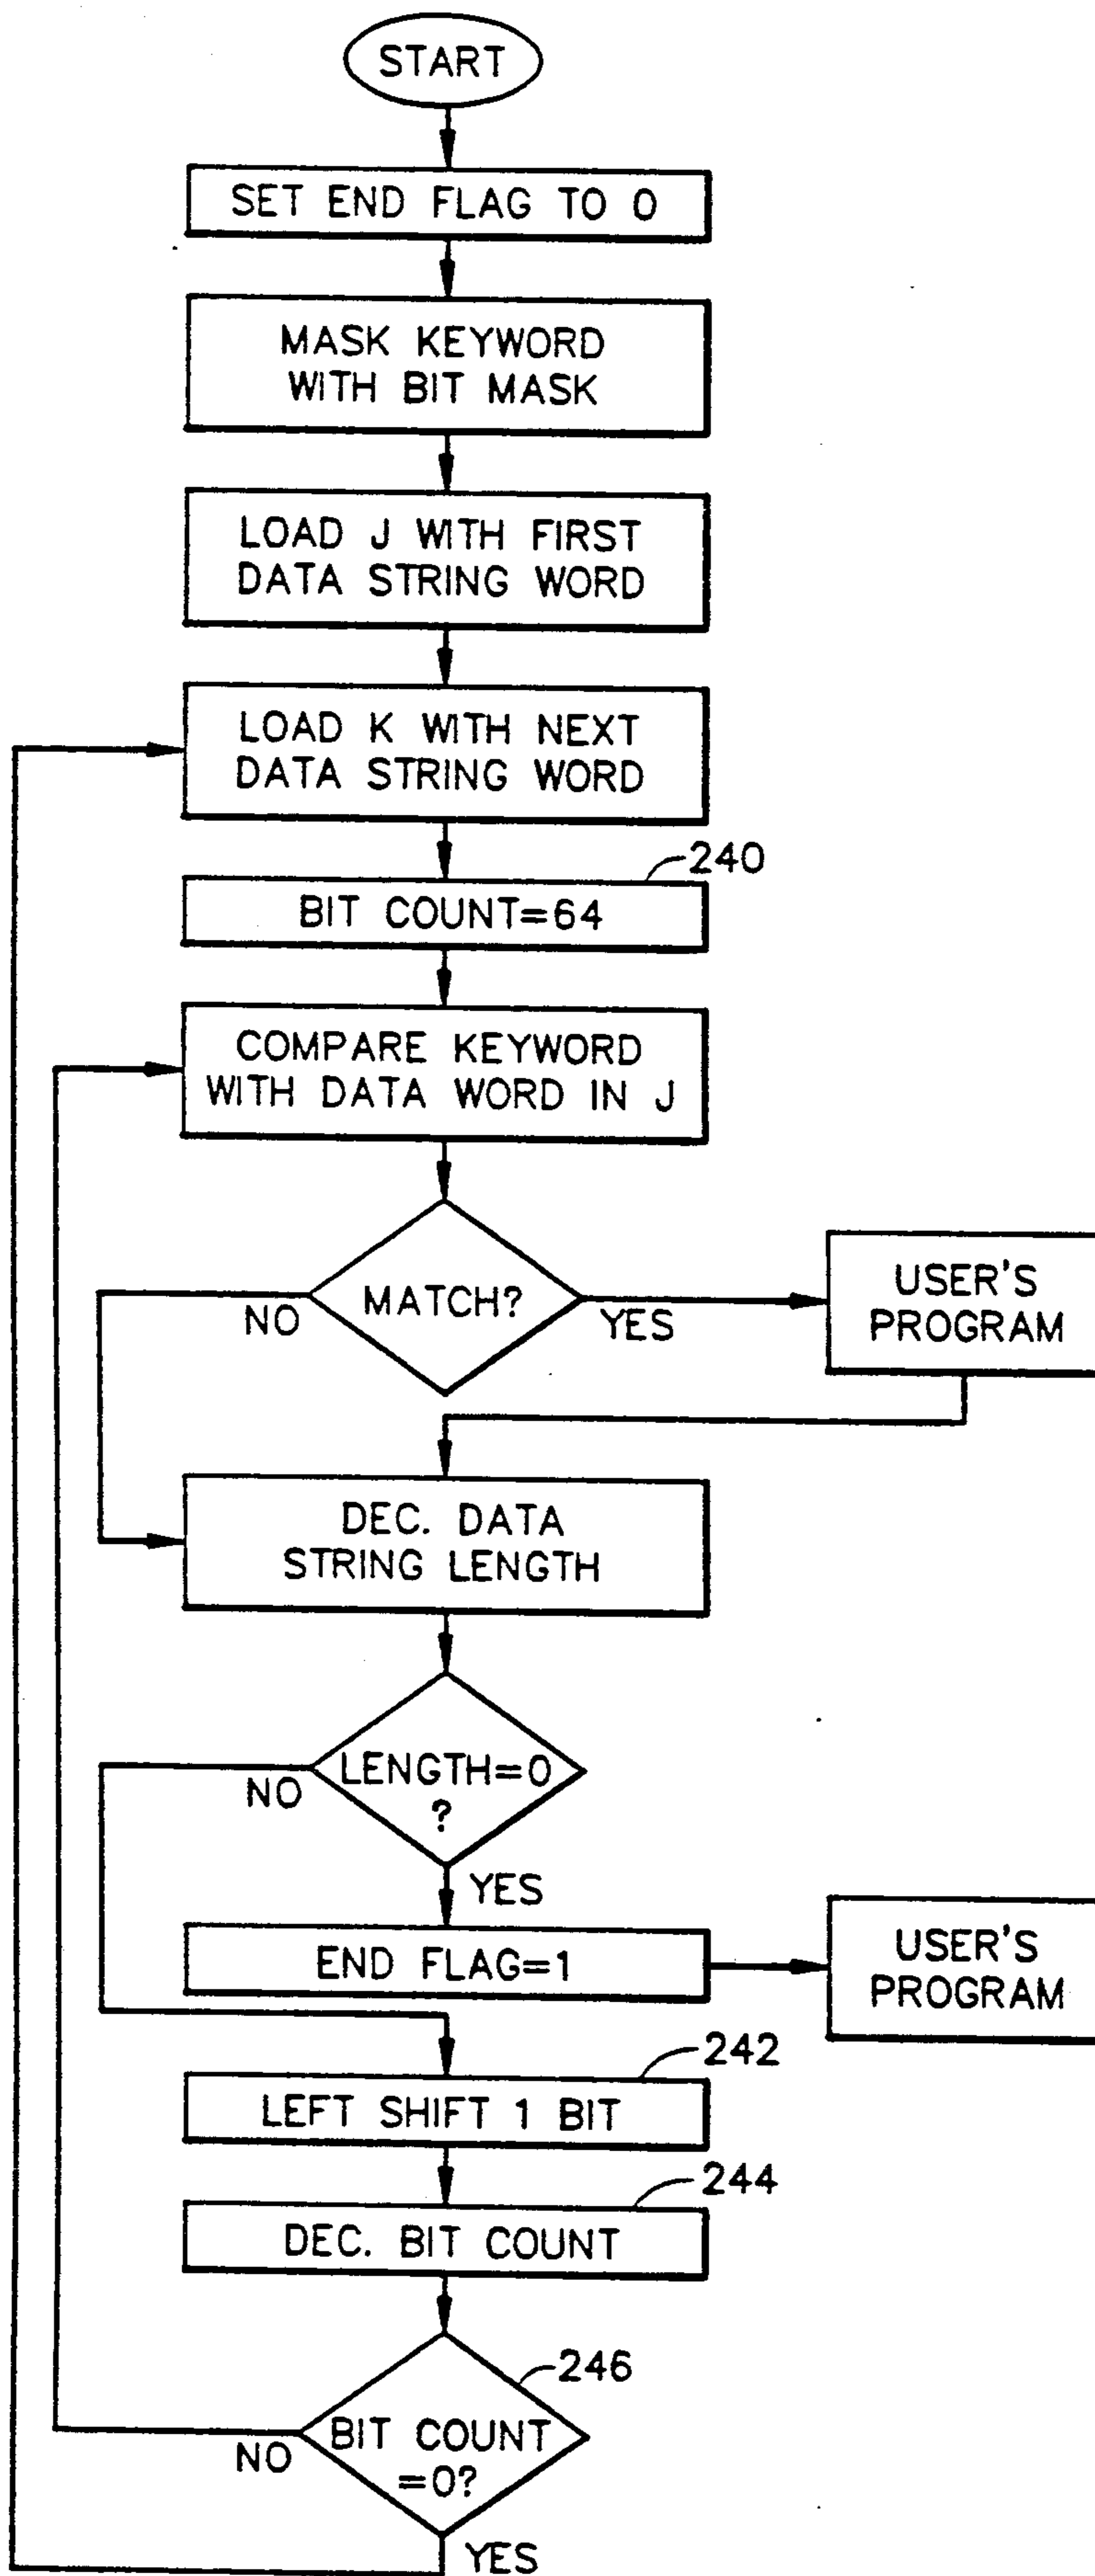 START
SET END FLAG TO 0
MASK KEYWORD
WITH BIT MASK
LOAD J WITH FIRST
DATA STRING WORD
LOAD K WITH NEXT
DATA STRING WORD
240
BIT COUNT=64
COMPARE KEYWORD
WITH DATA WORD IN J
MATCH?
NO
YES
USER'S
PROGRAM
DEC. DATA
STRING LENGTH
LENGTH=0
?
NO
YES
END FLAG=1
USER'S
PROGRAM
242
LEFT SHIFT 1 BIT
244
DEC. BIT COUNT
246
BIT COUNT
=0?
NO
YES